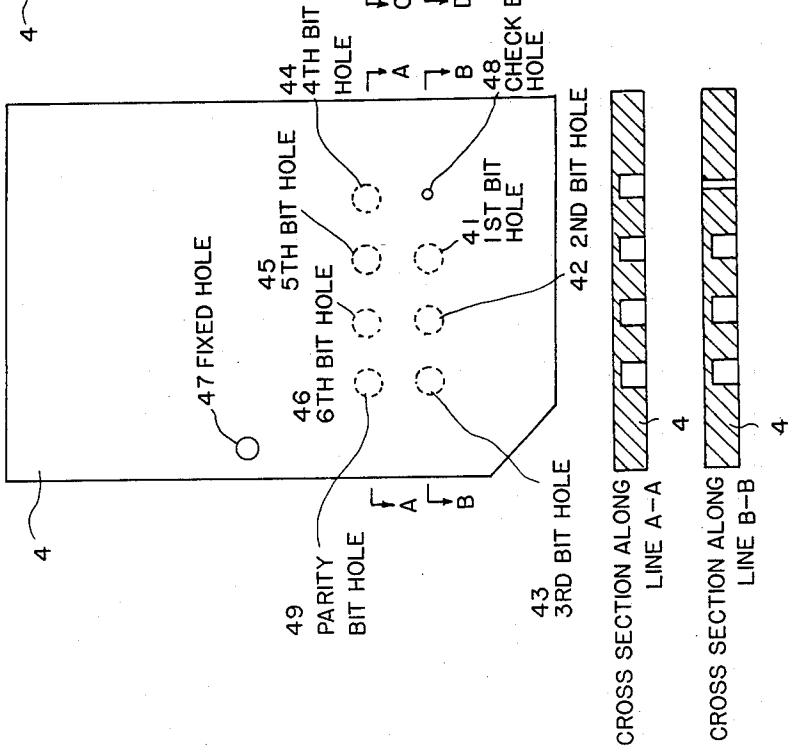 4
4
47 FIXED HOLE
46
6TH BIT HOLE
45
5TH BIT HOLE
44
4TH BIT
HOLE
49
PARITY
BIT HOLE
A
B
A
B
C
D
43
3RD BIT HOLE
42 2ND BIT HOLE
41
1ST BIT
HOLE
48
CHECK B
HOLE
CROSS SECTION ALONG
LINE A-A
4
CROSS SECTION ALONG
LINE B-B
4